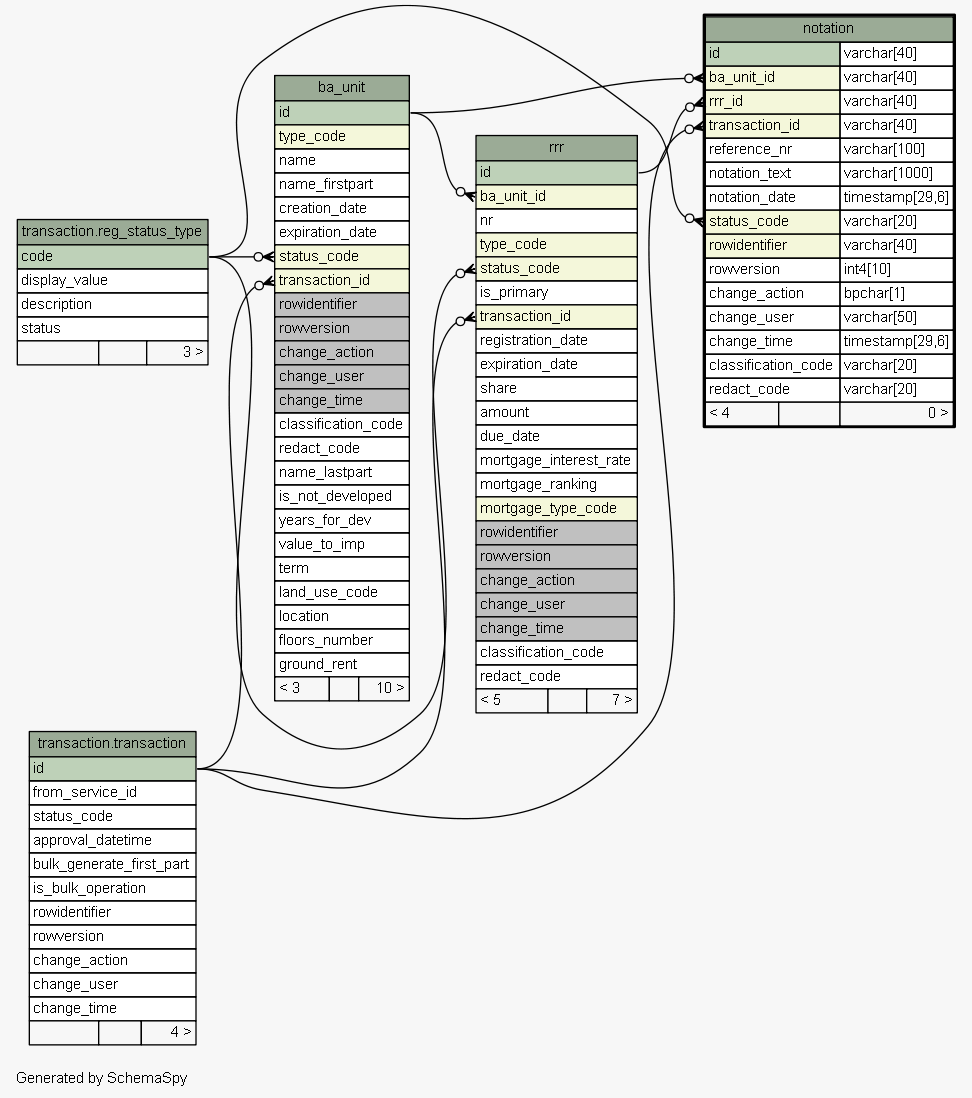 notation
id varchar[40]
ba_unit_id varchar[40]
rrr_id varchar[40]
transaction_id varchar[40]
reference_nr varchar[100]
notation_text varchar[1000]
notation_date timestamp[29,6]
status_code varchar[20]
rowidentifier varchar[40]
rowversion int4[10]
change_action bpchar[1]
change_user varchar[50]
change_time timestamp[29,6]
classification_code varchar[20]
redact_code varchar[20]
< 4 0 >
ba_unit
id
type_code
name
name_firstpart
creation_date
expiration_date
status_code
transaction_id
rowidentifier
rowversion
change_action
change_user
change_time
classification_code
redact_code
name_lastpart
is_not_developed
years_for_dev
value_to_imp
term
land_use_code
location
floors_number
ground_rent
< 3 10 >
rrr
id
ba_unit_id
nr
type_code
status_code
is_primary
transaction_id
registration_date
expiration_date
share
amount
due_date
mortgage_interest_rate
mortgage_ranking
mortgage_type_code
rowidentifier
rowversion
change_action
change_user
change_time
classification_code
redact_code
< 5 7 >
transaction.reg_status_type
code
display_value
description
status
3 >
transaction.transaction
id
from_service_id
status_code
approval_datetime
bulk_generate_first_part
is_bulk_operation
rowidentifier
rowversion
change_action
change_user
change_time
4 >
Generated by SchemaSpy